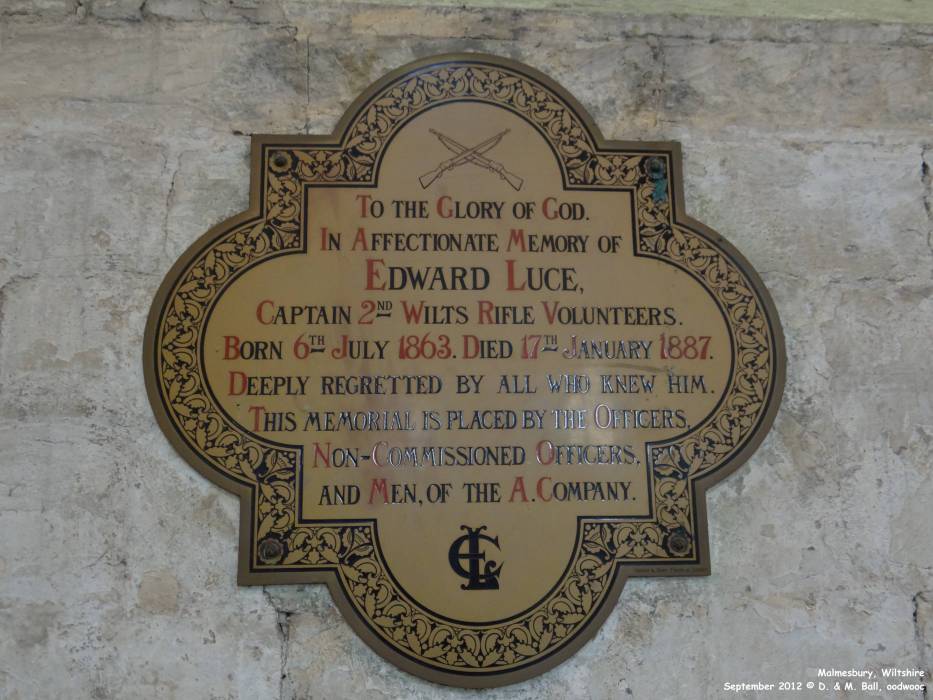 To the Glory of God.
In Affectionate Memory of
Edward Luce,
Captain 2ND Wilts Rifle Volunteers.
Born 6TH July 1863. Died 17TH January 1887.
Deeply regretted by all who knew him.
This memorial is placed by the Officers,
Non-Commissioned Officers,
and Men, of the A. Company.
Malmesbury, Wiltshire
September 2012 © D. & M. Ball, oodwooc